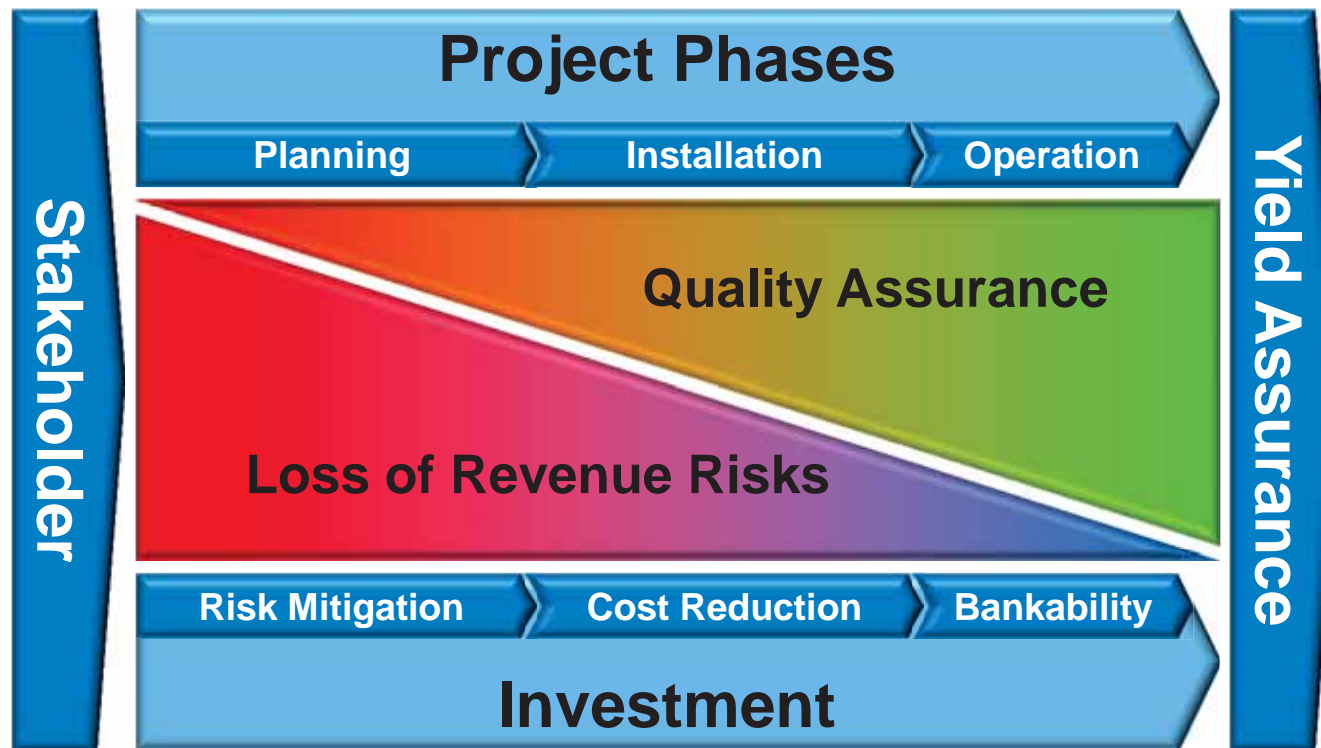 Stakeholder
Project Phases
Planning
Installation
Operation
Quality Assurance
Loss of Revenue Risks
Risk Mitigation
Cost Reduction
Bankability
Investment
Yield Assurance